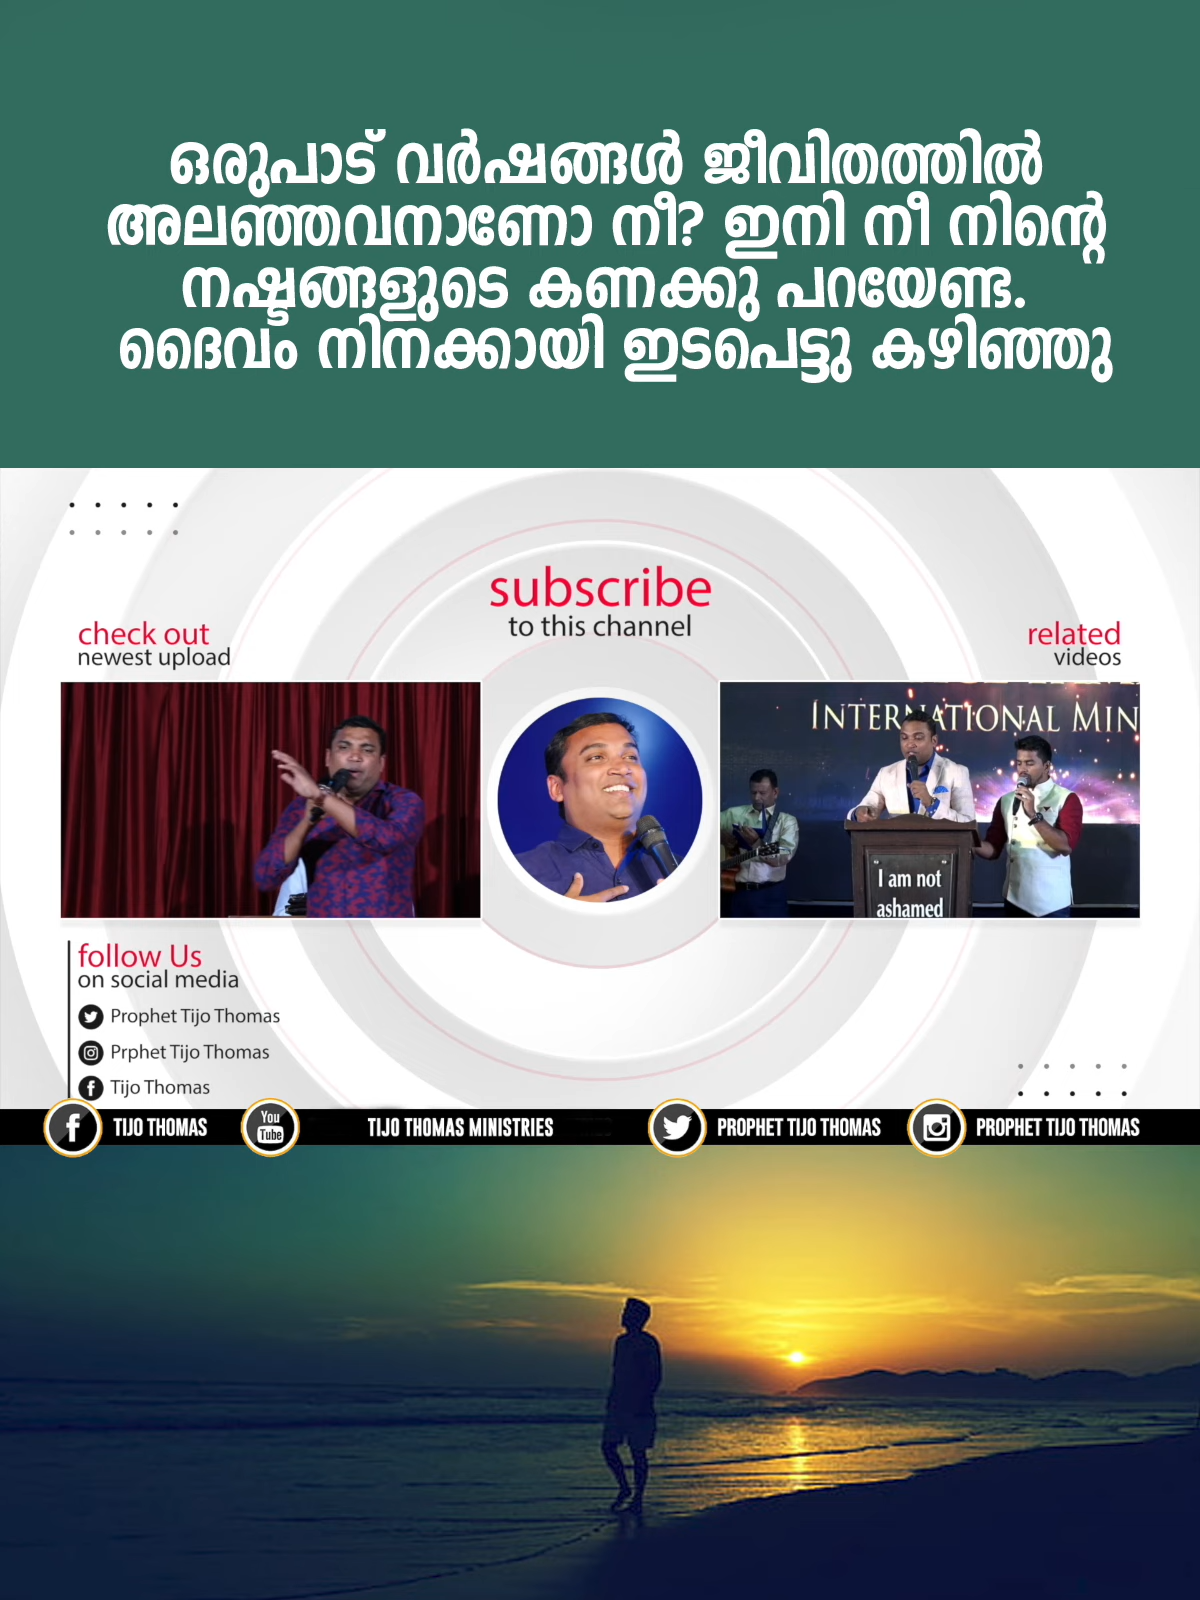 ഒരുപാട് വർഷങ്ങൾ ജീവിതത്തിൽ
അലഞ്ഞവനാണോ നീ? ഇനി നീ നിന്റെ
നഷ്ടങ്ങളുടെ കണക്കു പറയേണ്ട.
ദൈവം നിനക്കായി ഇടപെട്ടു കഴിഞ്ഞു
subscribe
to this channel
check out
newest upload
related
videos
INTERNATIONAL MIN
I am not
ashamed
follow Us
on social media
Prophet Tijo Thomas
Prphet Tijo Thomas
Tijo Thomas
TIJO THOMAS
You
Tube
TIJO THOMAS MINISTRIES
PROPHET TIJO THOMAS
PROPHET TIJO THOMAS